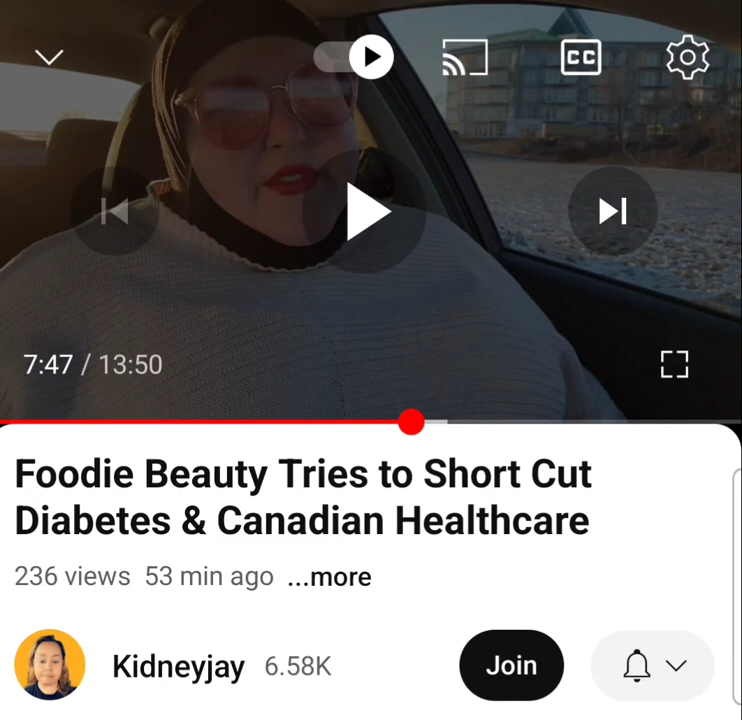 CC
7:47 / 13:50
Foodie Beauty Tries to Short Cut
Diabetes & Canadian Healthcare
236 views 53 min ago ...more
Kidneyjay 6.58K Join